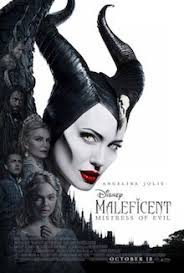 ANGELINA JOLIE
Disney
MALEFICENT
MISTRESS OF EVIL
OCTOBER 18